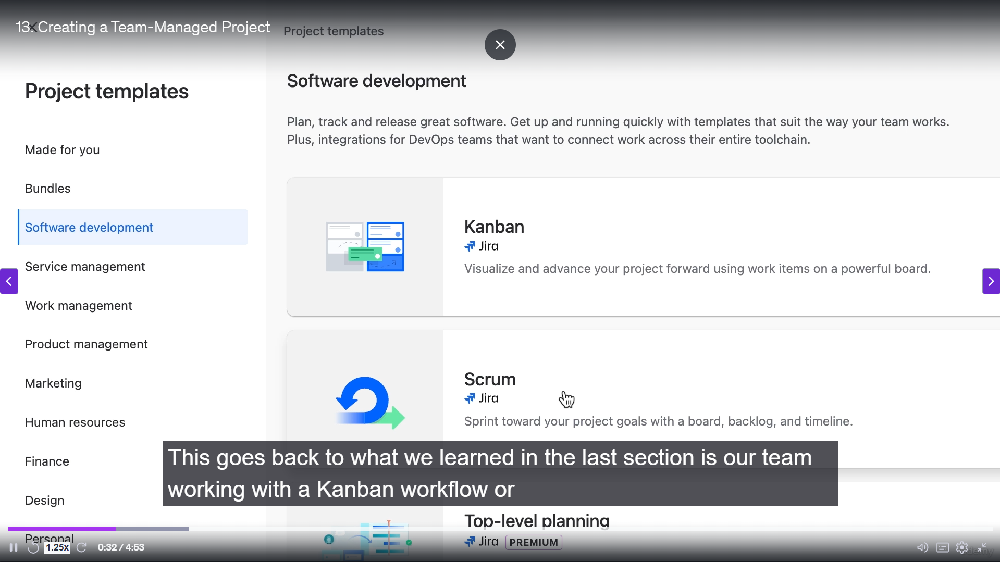 13. Creating a Team-Managed Project
Project templates
Project templates
Made for you
Bundles
Software development
Service management
Work management
Product management
Marketing
Human resources
Finance
Design
Personal
Software development
Plan, track and release great software. Get up and running quickly with templates that suit the way your team works.
Plus, integrations for DevOps teams that want to connect work across their entire toolchain.
Kanban
Jira
Visualize and advance your project forward using work items on a powerful board.
Scrum
Jira
Sprint toward your project goals with a board, backlog, and timeline.
This goes back to what we learned in the last section is our team
working with a Kanban workflow or
Top-level planning
Jira PREMIUM
1.25x 0:32 / 4:53
udemy